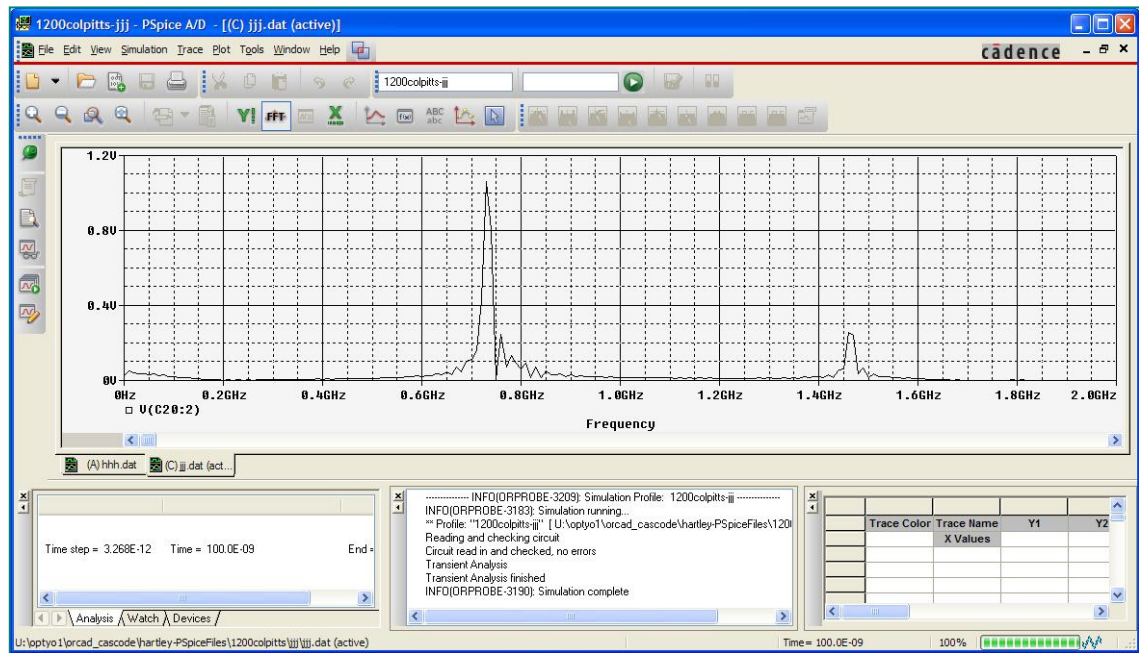 1200colpitts-jjj - PSpice A/D - [(C) jjj.dat (active)]
File Edit View Simulation Trace Plot Tools Window Help
cādence
1200colpitts-jjj
FFT
ABC
abc
f(x)
1.2V
0.8V
0.4V
0V
0Hz 0.2GHz 0.4GHz 0.6GHz 0.8GHz 1.0GHz 1.2GHz 1.4GHz 1.6GHz 1.8GHz 2.0GHz
V(C20:2)
Frequency
(A) hhh.dat (C) jjj.dat (act...
Time step = 3.268E-12 Time = 100.0E-09 End =
Analysis Watch Devices
-------------- INFO(ORPROBE-3209): Simulation Profile: 1200colpitts-jjj --------------
INFO(ORPROBE-3183): Simulation running...
** Profile: "1200colpitts-jjj" [ U:\optyo1\orcad_cascode\hartley-PSpiceFiles\120
Reading and checking circuit
Circuit read in and checked, no errors
Transient Analysis
Transient Analysis finished
INFO(ORPROBE-3190): Simulation complete
Trace Color Trace Name Y1 Y2
X Values
U:\optyo1\orcad_cascode\hartley-PSpiceFiles\1200colpitts\jjj\jjj.dat (active) Time= 100.0E-09 100%